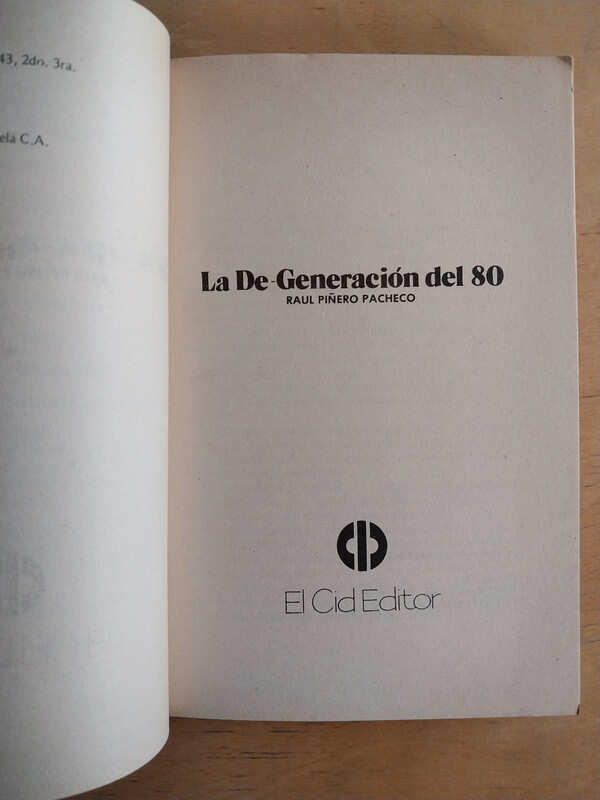 43, 2do. 3ra.
ela C.A.
La De-Generación del 80
RAUL PIÑERO PACHECO
El Cid Editor